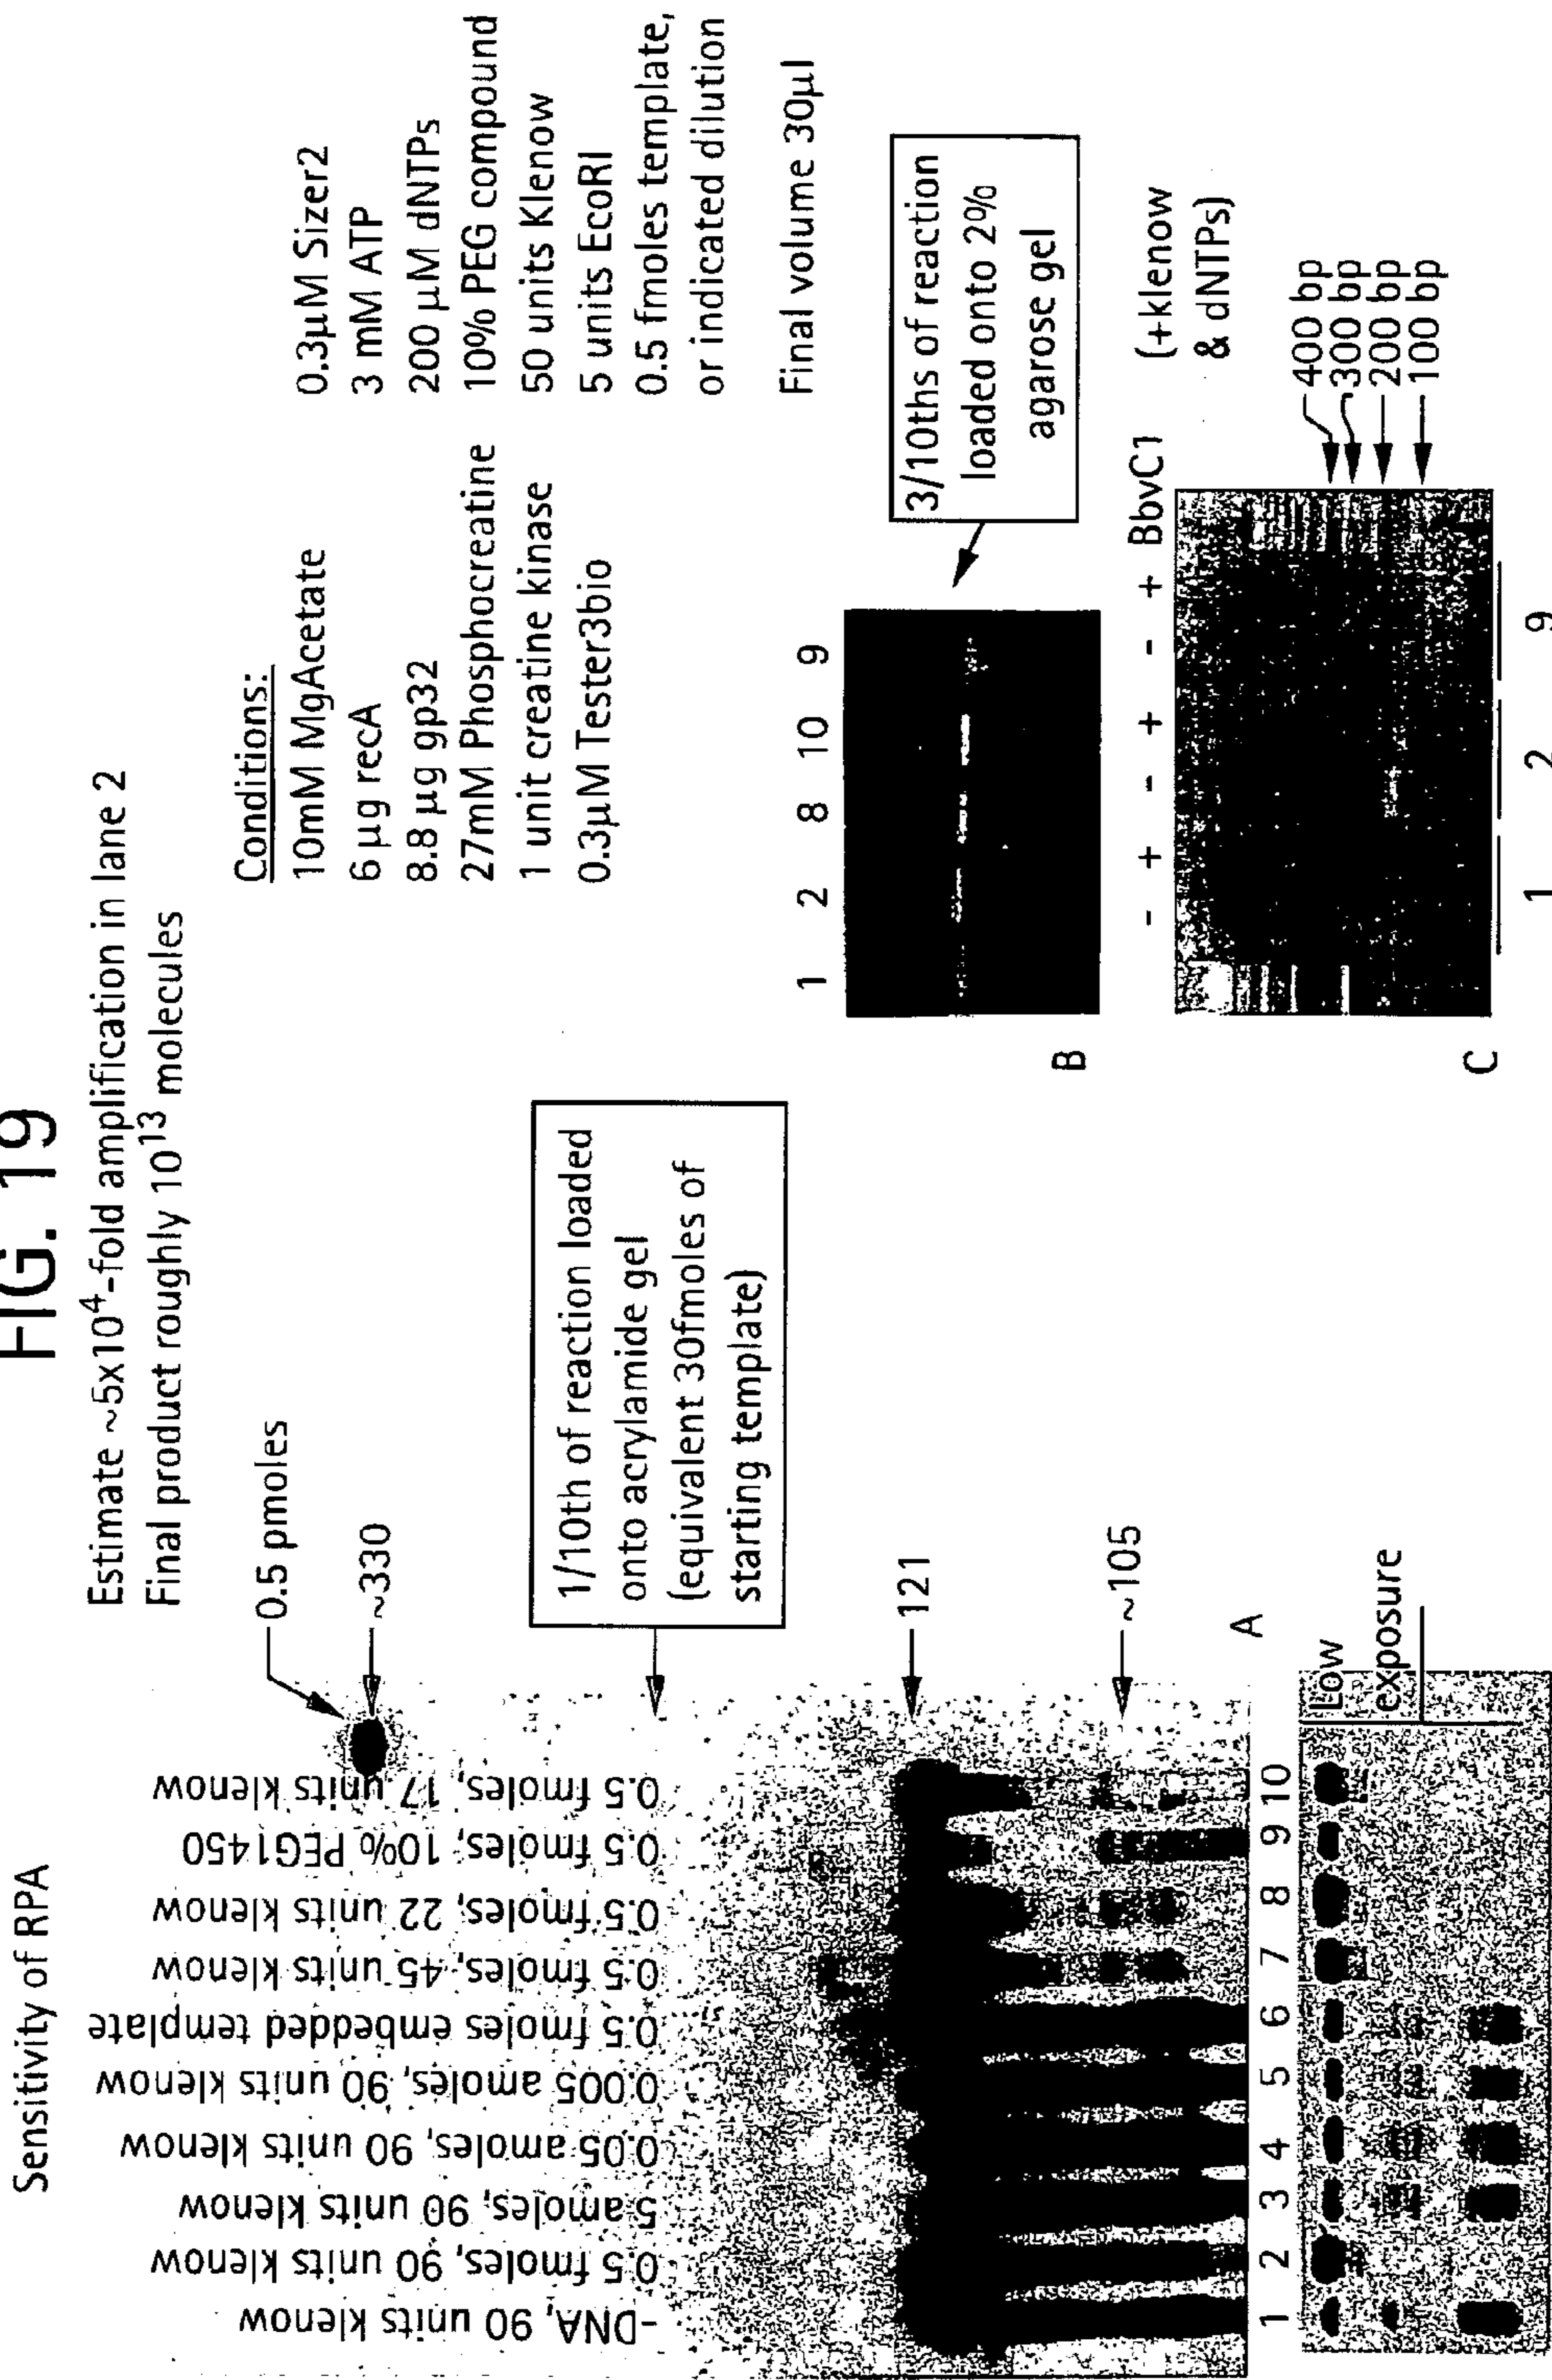 FIG. 19
Sensitivity of RPA
Estimate ~5x10⁴-fold amplification in lane 2
Final product roughly 10¹³ molecules
-DNA, 90 units klenow
0.5 fmoles, 90 units klenow
5 amoles, 90 units klenow
0.05 amoles, 90 units klenow
0.005 amoles, 90 units klenow
0.5 fmoles embedded template
0.5 fmoles, 45 units klenow
0.5 fmoles, 22 units klenow
0.5 fmoles, 10% PEG1450
0.5 fmoles, 17 units klenow
0.5 pmoles
~330
1/10th of reaction loaded
onto acrylamide gel
(equivalent 30fmoles of
starting template)
121
~105
A
1 2 3 4 5 6 7 8 9 10
Low
exposure
Conditions:
10mM MgAcetate
6 µg recA
8.8 µg gp32
27mM Phosphocreatine
1 unit creatine kinase
0.3µM Tester3bio
0.3µM Sizer2
3 mM ATP
200 µM dNTPs
10% PEG compound
50 units Klenow
5 units EcoRI
0.5 fmoles template,
or indicated dilution
Final volume 30µl
1 2 8 10 9
B
3/10ths of reaction
loaded onto 2%
agarose gel
- + - + - + BbvC1
(+klenow
& dNTPs)
400 bp
300 bp
200 bp
100 bp
C
1 2 9